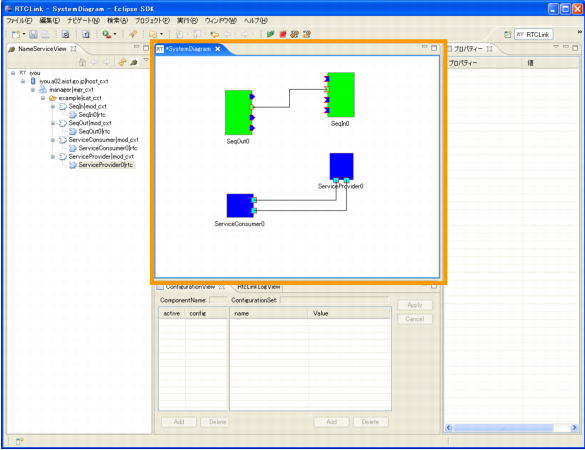 RTCLink - SystemDiagram - Eclipse SDK
ファイル(F) 編集(E) ナビゲート(N) 検索(A) プロジェクト(P) 実行(R) ウィンドウ(W) ヘルプ(H)
RT RTCLink
NameServiceView
RT *SystemDiagram
プロパティー
プロパティー 値
RT iyou
iyou.a02.aist.go.jp|host_cxt
manager|mgr_cxt
example|cat_cxt
SeqIn|mod_cxt
SeqIn0|rtc
SeqOut|mod_cxt
SeqOut0|rtc
ServiceConsumer|mod_cxt
ServiceConsumer0|rtc
ServiceProvider|mod_cxt
ServiceProvider0|rtc
SeqOut0
SeqIn0
ServiceProvider0
ServiceConsumer0
ConfigurationView
RtcLinkLogView
ComponentName:
ConfigurationSet:
active config
name Value
Apply
Cancel
Add Delete
Add Delete